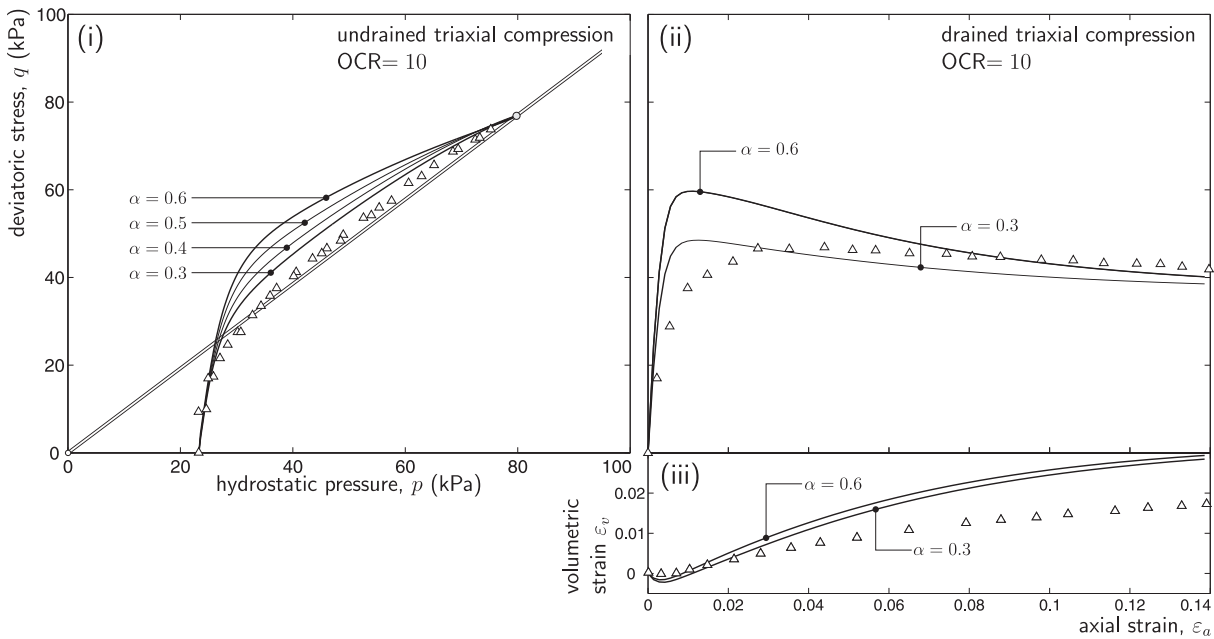 (i)
undrained triaxial compression
OCR= 10
deviatoric stress, q (kPa)
100
80
60
40
20
0
α = 0.6
α = 0.5
α = 0.4
α = 0.3
0
20
40
60
80
100
hydrostatic pressure, p (kPa)
(ii)
drained triaxial compression
OCR= 10
α = 0.6
α = 0.3
(iii)
volumetric
strain εv
0.02
0.01
0
α = 0.6
α = 0.3
0
0.02
0.04
0.06
0.08
0.1
0.12
0.14
axial strain, εa